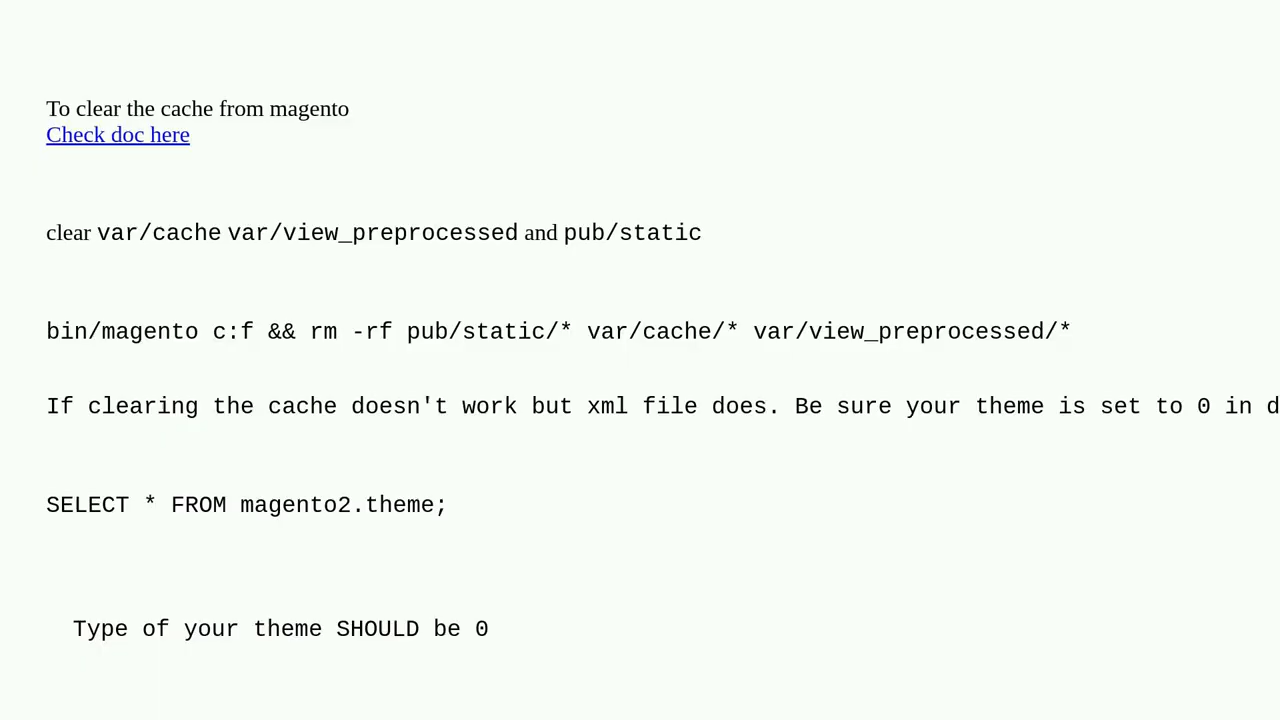 To clear the cache from magento
Check doc here
clear var/cache var/view_preprocessed and pub/static
bin/magento c:f && rm -rf pub/static/* var/cache/* var/view_preprocessed/*
If clearing the cache doesn't work but xml file does. Be sure your theme is set to 0 in
SELECT * FROM magento2.theme;
Type of your theme SHOULD be 0